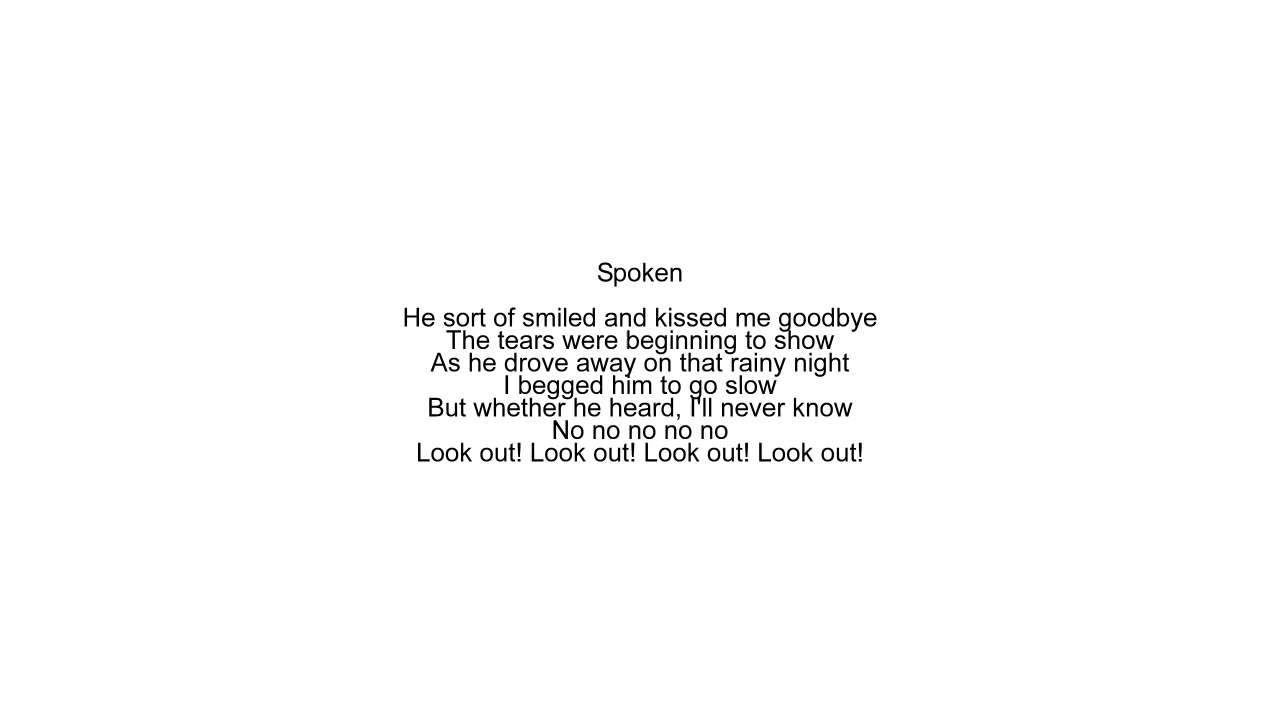 Spoken
He sort of smiled and kissed me goodbye
The tears were beginning to show
As he drove away on that rainy night
I begged him to go slow
But whether he heard, I'll never know
No no no no no
Look out! Look out! Look out! Look out!